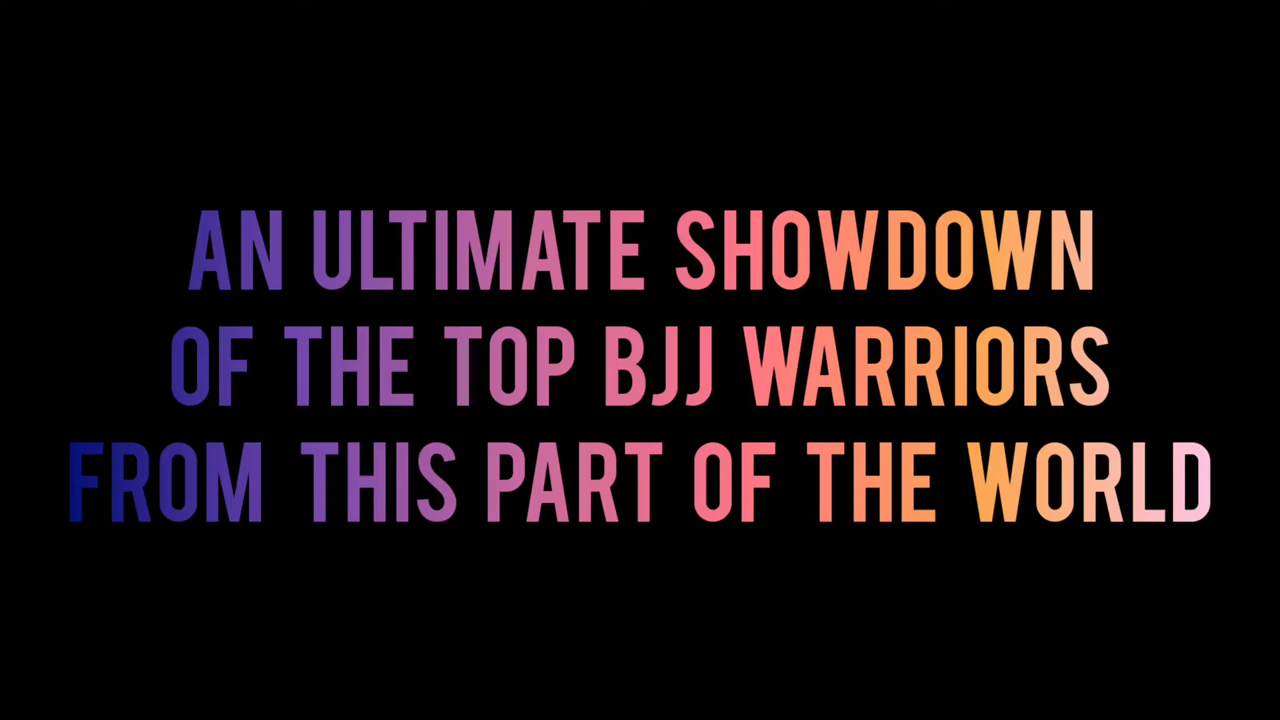 AN ULTIMATE SHOWDOWN
OF THE TOP BJJ WARRIORS
FROM THIS PART OF THE WORLD